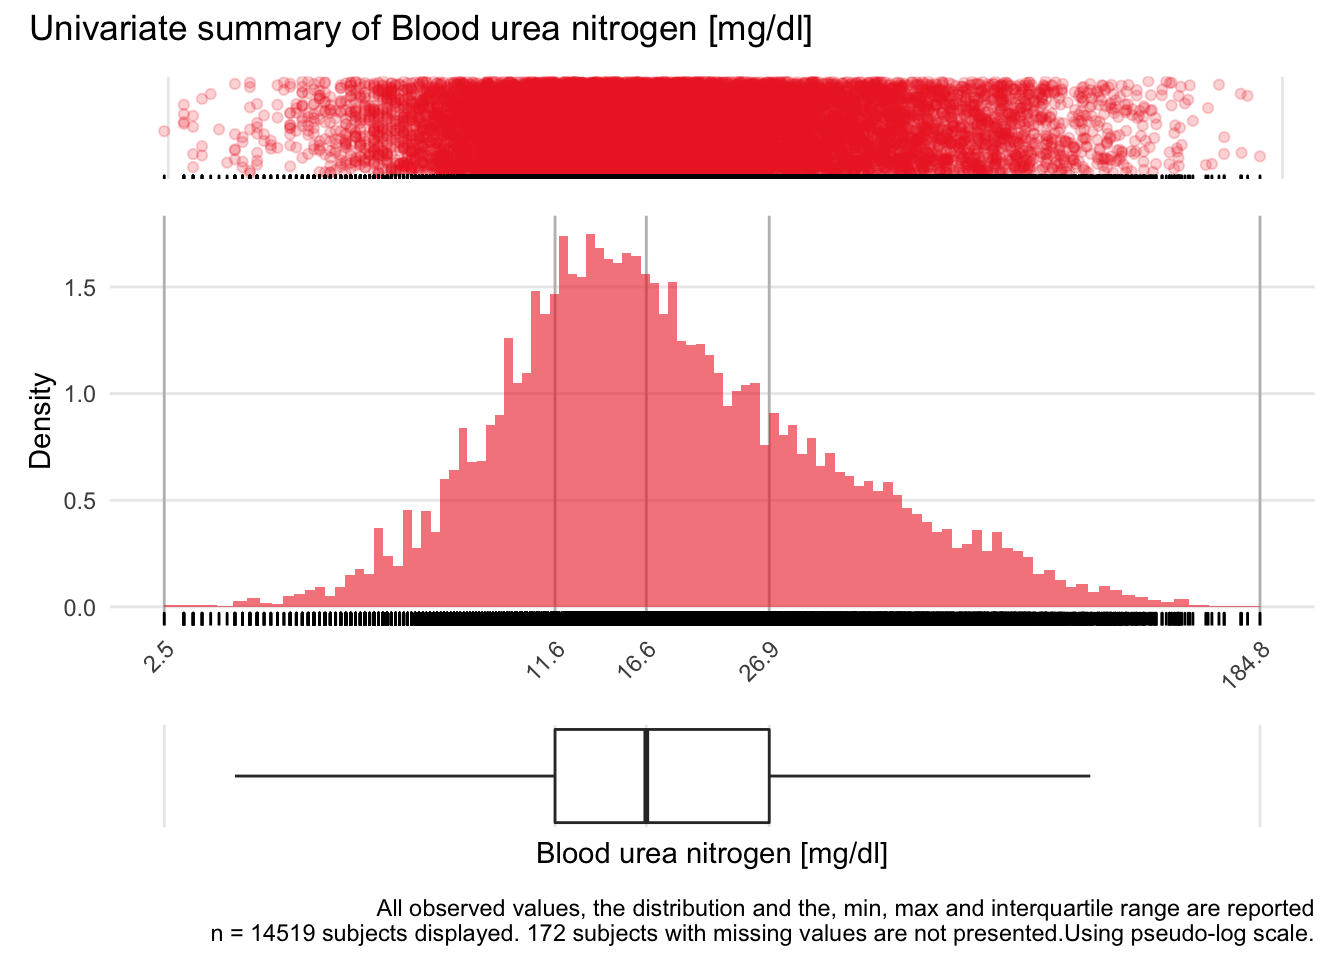 Univariate summary of Blood urea nitrogen [mg/dl]
Density
1.5
1.0
0.5
0.0
2.5
11.6
16.6
26.9
184.8
Blood urea nitrogen [mg/dl]
All observed values, the distribution and the, min, max and interquartile range are reported
n = 14519 subjects displayed. 172 subjects with missing values are not presented.Using pseudo-log scale.